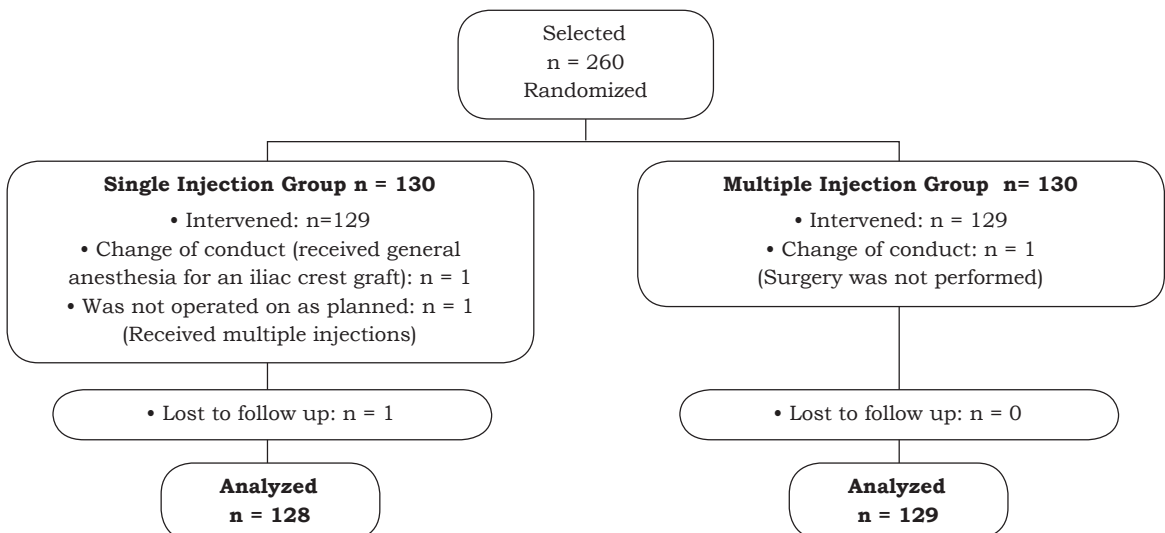 Selected
n = 260
Randomized
Single Injection Group n = 130
• Intervened: n=129
• Change of conduct (received general
anesthesia for an iliac crest graft): n = 1
• Was not operated on as planned: n = 1
(Received multiple injections)
Multiple Injection Group n= 130
• Intervened: n = 129
• Change of conduct: n = 1
(Surgery was not performed)
• Lost to follow up: n = 1
• Lost to follow up: n = 0
Analyzed
n = 128
Analyzed
n = 129